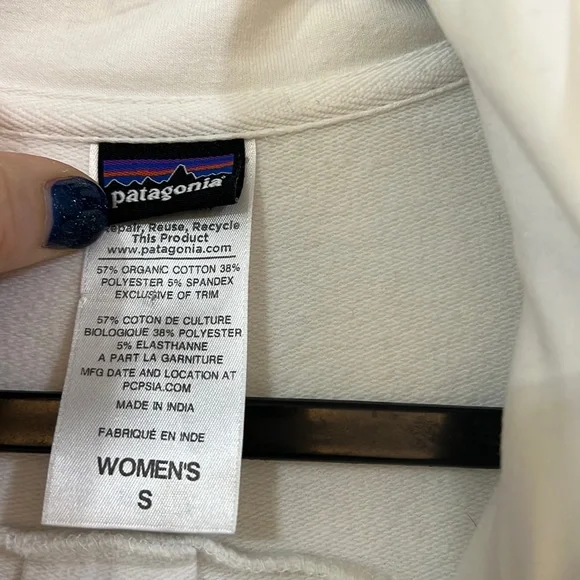 patagonia
epair, Reuse, Recycle
This Product
www.patagonia.com
57% ORGANIC COTTON 38%
POLYESTER 5% SPANDEX
EXCLUSIVE OF TRIM
57% COTON DE CULTURE
BIOLOGIQUE 38% POLYESTER
5% ELASTHANNE
A PART LA GARNITURE
MFG DATE AND LOCATION AT
PCPSIA.COM
MADE IN INDIA
FABRIQUÉ EN INDE
WOMEN'S
S